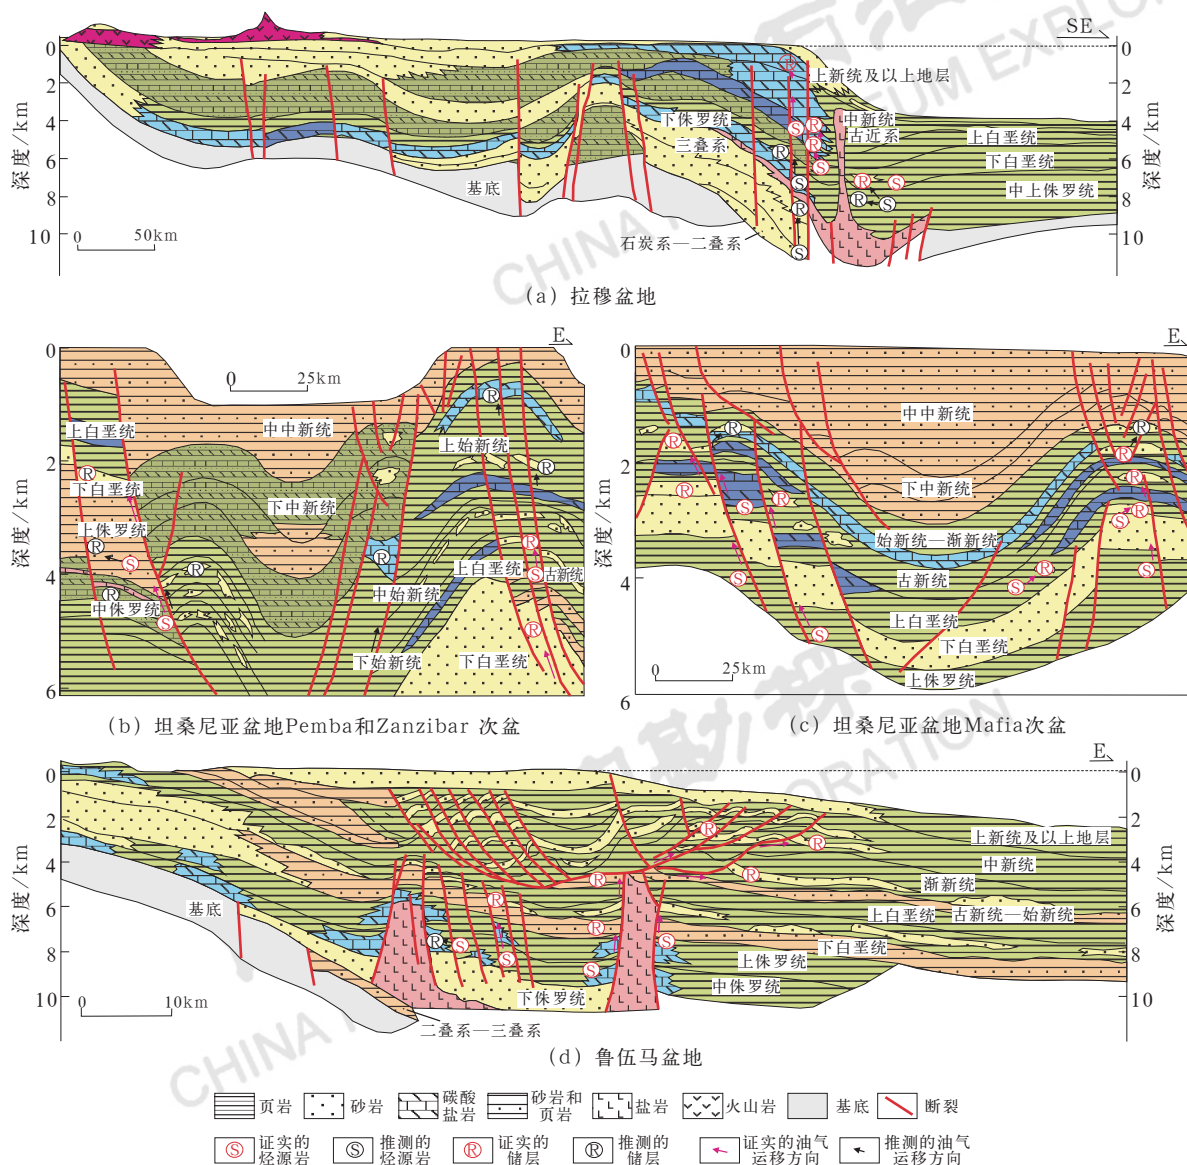 SE
0
2
4
6
8
10
深度/km
0
2
4
6
8
10
深度/km
上新统及以上地层
中新统
古近系
上白垩统
下白垩统
中上侏罗统
下侏罗统
三叠系
基底
石炭系—二叠系
0 50km
R
S
R
R
S
R
S
R
S
R
S
R
S
(a) 拉穆盆地
E
0
2
4
6
深度/km
0 25km
上白垩统
中中新统
上始新统
下白垩统
下中新统
上侏罗统
上白垩统
古新统
中侏罗统
中始新统
下始新统
下白垩统
R
R
R
R
S
R
R
S
R
R
S
R
(b) 坦桑尼亚盆地Pemba和Zanzibar 次盆
E
0
2
4
6
深度/km
中中新统
下中新统
始新统—渐新统
古新统
上白垩统
下白垩统
上侏罗统
0 25km
R
R
R
R
R
R
S
R
R
S
S
S
R
S
S
(c) 坦桑尼亚盆地Mafia次盆
E
0
2
4
6
8
10
深度/km
0
2
4
6
8
10
深度/km
上新统及以上地层
中新统
渐新统
上白垩统
古新统—始新统
下白垩统
上侏罗统
中侏罗统
下侏罗统
基底
二叠系—三叠系
0 10km
R
R
R
R
R
R
R
S
S
S
S
(d) 鲁伍马盆地
页岩
砂岩
碳酸盐岩
砂岩和页岩
盐岩
火山岩
基底
断裂
S 证实的烃源岩
S 推测的烃源岩
R 证实的储层
R 推测的储层
证实的油气运移方向
推测的油气运移方向